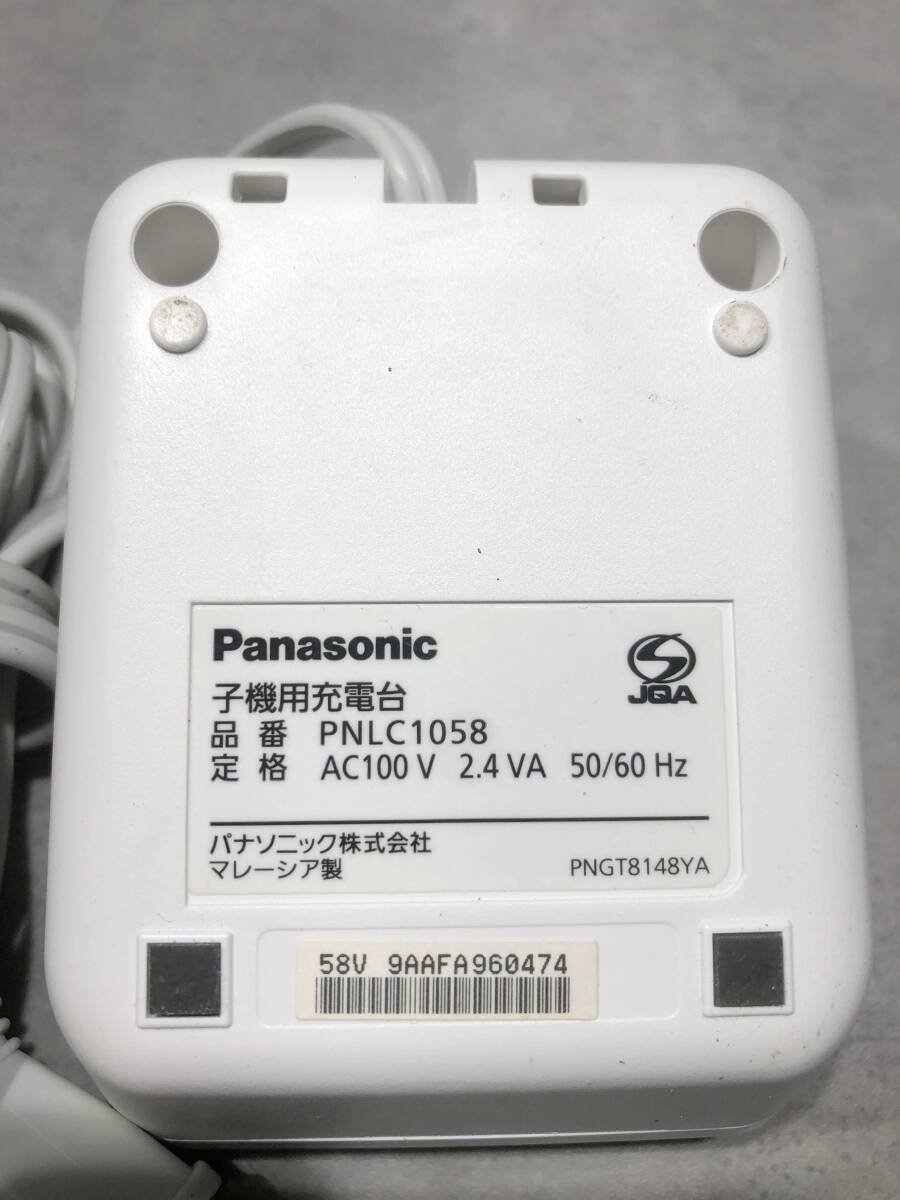 Panasonic
JQA
子機用充電台
品番 PNLC1058
定格 AC100 V 2.4 VA 50/60 Hz
パナソニック株式会社
マレーシア製 PNGT8148YA
58V 9AAFA960474